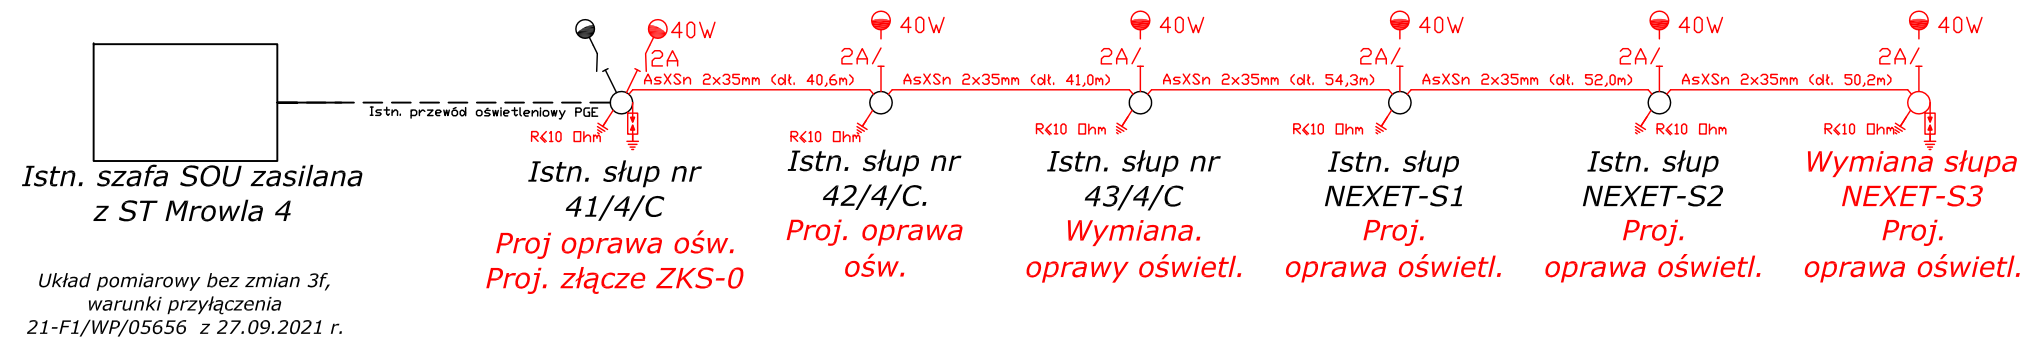 40W
40W
40W
40W
40W
40W
2A
2A/
2A/
2A/
2A/
2A/
AsXSn 2x35mm (dł. 40,6m)
AsXSn 2x35mm (dł. 41,0m)
AsXSn 2x35mm (dł. 54,3m)
AsXSn 2x35mm (dł. 52,0m)
AsXSn 2x35mm (dł. 50,2m)
Istn. przewód oświetleniowy PGE
R<10 Ohm
R<10 Ohm
R<10 Ohm
R<10 Ohm
R<10 Ohm
R<10 Ohm
Istn. szafa SOU zasilana
z ST Mrowla 4
Układ pomiarowy bez zmian 3f,
warunki przyłączenia
21-F1/WP/05656 z 27.09.2021 r.
Istn. słup nr
41/4/C
Proj oprawa ośw.
Proj. złącze ZKS-0
Istn. słup nr
42/4/C.
Proj. oprawa
ośw.
Istn. słup nr
43/4/C
Wymiana.
oprawy oświetl.
Istn. słup
NEXET-S1
Proj.
oprawa oświetl.
Istn. słup
NEXET-S2
Proj.
oprawa oświetl.
Wymiana słupa
NEXET-S3
Proj.
oprawa oświetl.